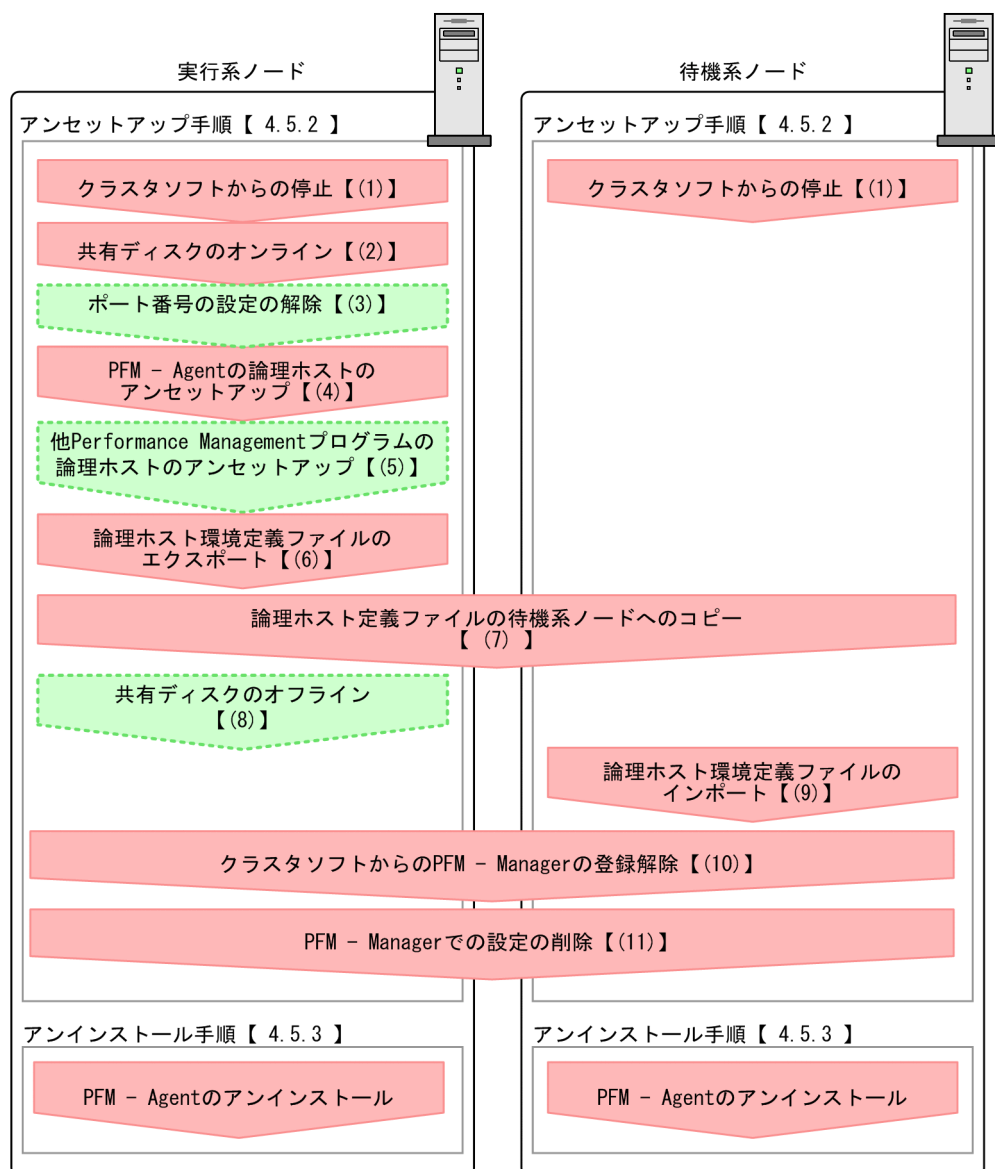 実行系ノード
待機系ノード
アンセットアップ手順【 4.5.2 】
アンセットアップ手順【 4.5.2 】
クラスタソフトからの停止【(1)】
クラスタソフトからの停止【(1)】
共有ディスクのオンライン【(2)】
ポート番号の設定の解除【(3)】
PFM - Agentの論理ホストの
アンセットアップ【(4)】
他Performance Managementプログラムの
論理ホストのアンセットアップ【(5)】
論理ホスト環境定義ファイルの
エクスポート【(6)】
論理ホスト定義ファイルの待機系ノードへのコピー
【 (7) 】
共有ディスクのオフライン
【(8)】
論理ホスト環境定義ファイルの
インポート【(9)】
クラスタソフトからのPFM - Managerの登録解除【(10)】
PFM - Managerでの設定の削除【(11)】
アンインストール手順【 4.5.3 】
アンインストール手順【 4.5.3 】
PFM - Agentのアンインストール
PFM - Agentのアンインストール